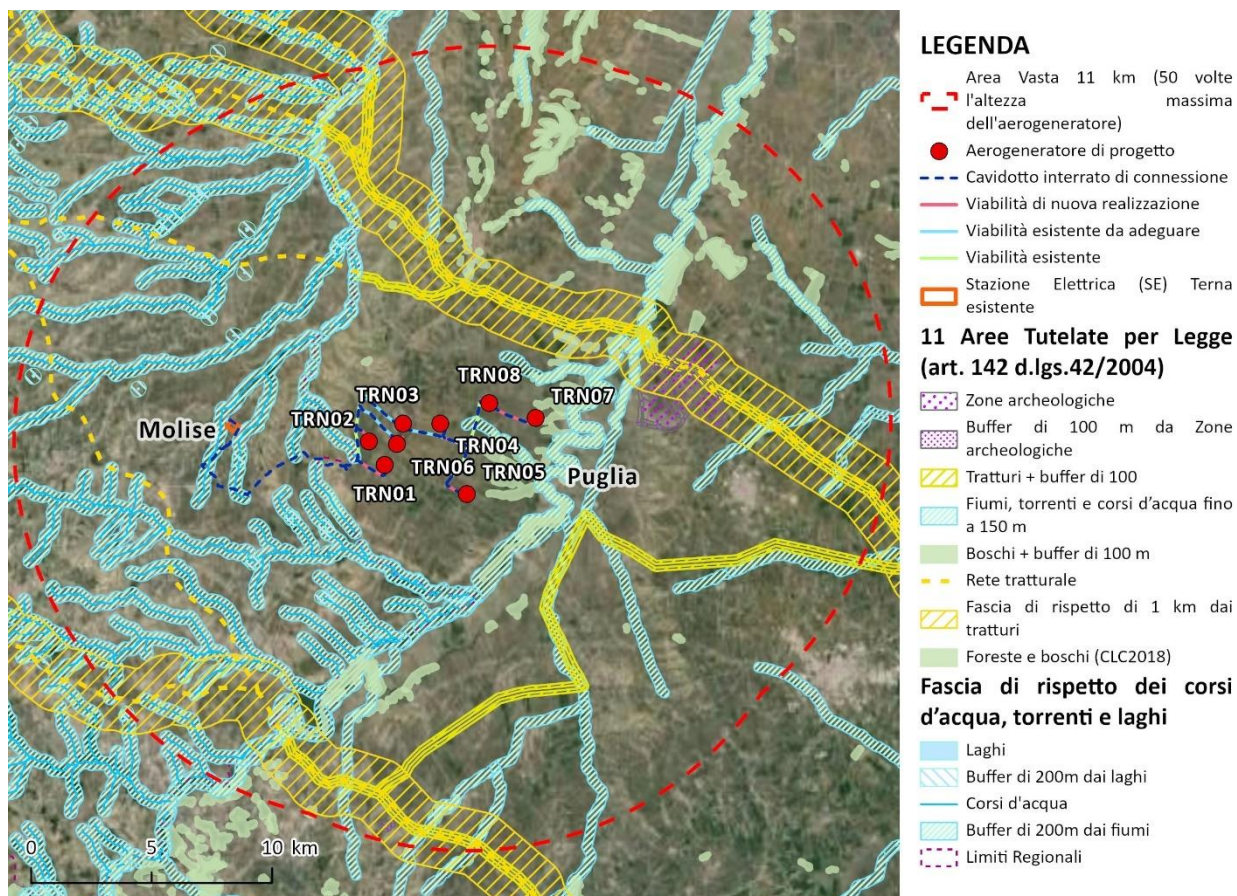 TRN08
TRN03
TRN07
TRN02
Molise
TRN04
TRN06
TRN05
Puglia
TRN01
0 5 10 km
LEGENDA
Area Vasta 11 km (50 volte
l'altezza massima
dell'aerogeneratore)
Aerogeneratore di progetto
Cavidotto interrato di connessione
Viabilità di nuova realizzazione
Viabilità esistente da adeguare
Viabilità esistente
Stazione Elettrica (SE) Terna
esistente
11 Aree Tutelate per Legge
(art. 142 d.lgs.42/2004)
Zone archeologiche
Buffer di 100 m da Zone
archeologiche
Tratturi + buffer di 100
Fiumi, torrenti e corsi d’acqua fino
a 150 m
Boschi + buffer di 100 m
Rete tratturale
Fascia di rispetto di 1 km dai
tratturi
Foreste e boschi (CLC2018)
Fascia di rispetto dei corsi
d’acqua, torrenti e laghi
Laghi
Buffer di 200m dai laghi
Corsi d'acqua
Buffer di 200m dai fiumi
Limiti Regionali